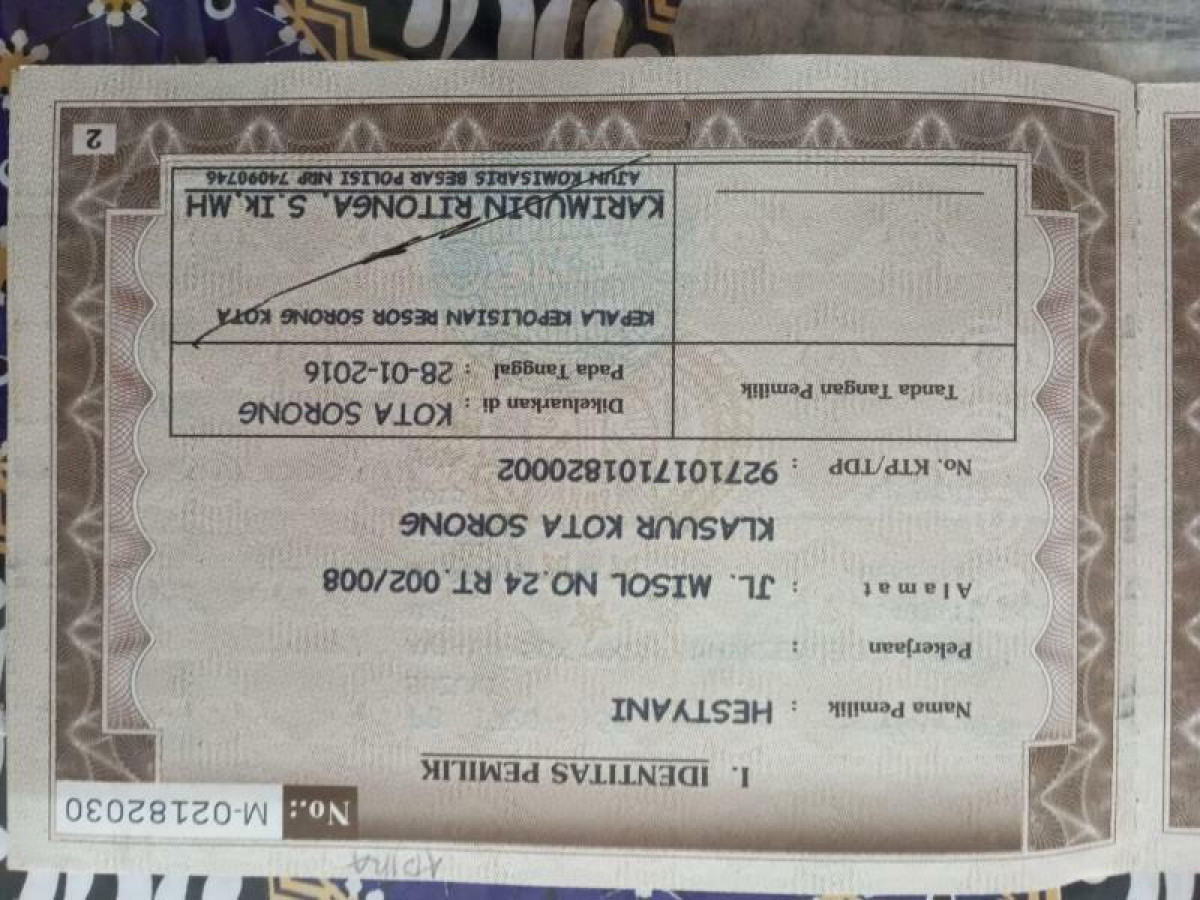 No.: M-02182030
I. IDENTITAS PEMILIK
Nama Pemilik : HESTYANI
Pekerjaan :
Alamat : JL. MISOL NO.24 RT.002/008
KLASUUR KOTA SORONG
No. KTP/TDP : 9271017101820002
Tanda Tangan Pemilik
Dikeluarkan di : KOTA SORONG
Pada Tanggal : 28-01-2016
KEPALA KEPOLISIAN RESOR SORONG KOTA
KARIMUDIN RITONGA, S.IK,MH
AJUN KOMISARIS BESAR POLISI NRP 74090746
2